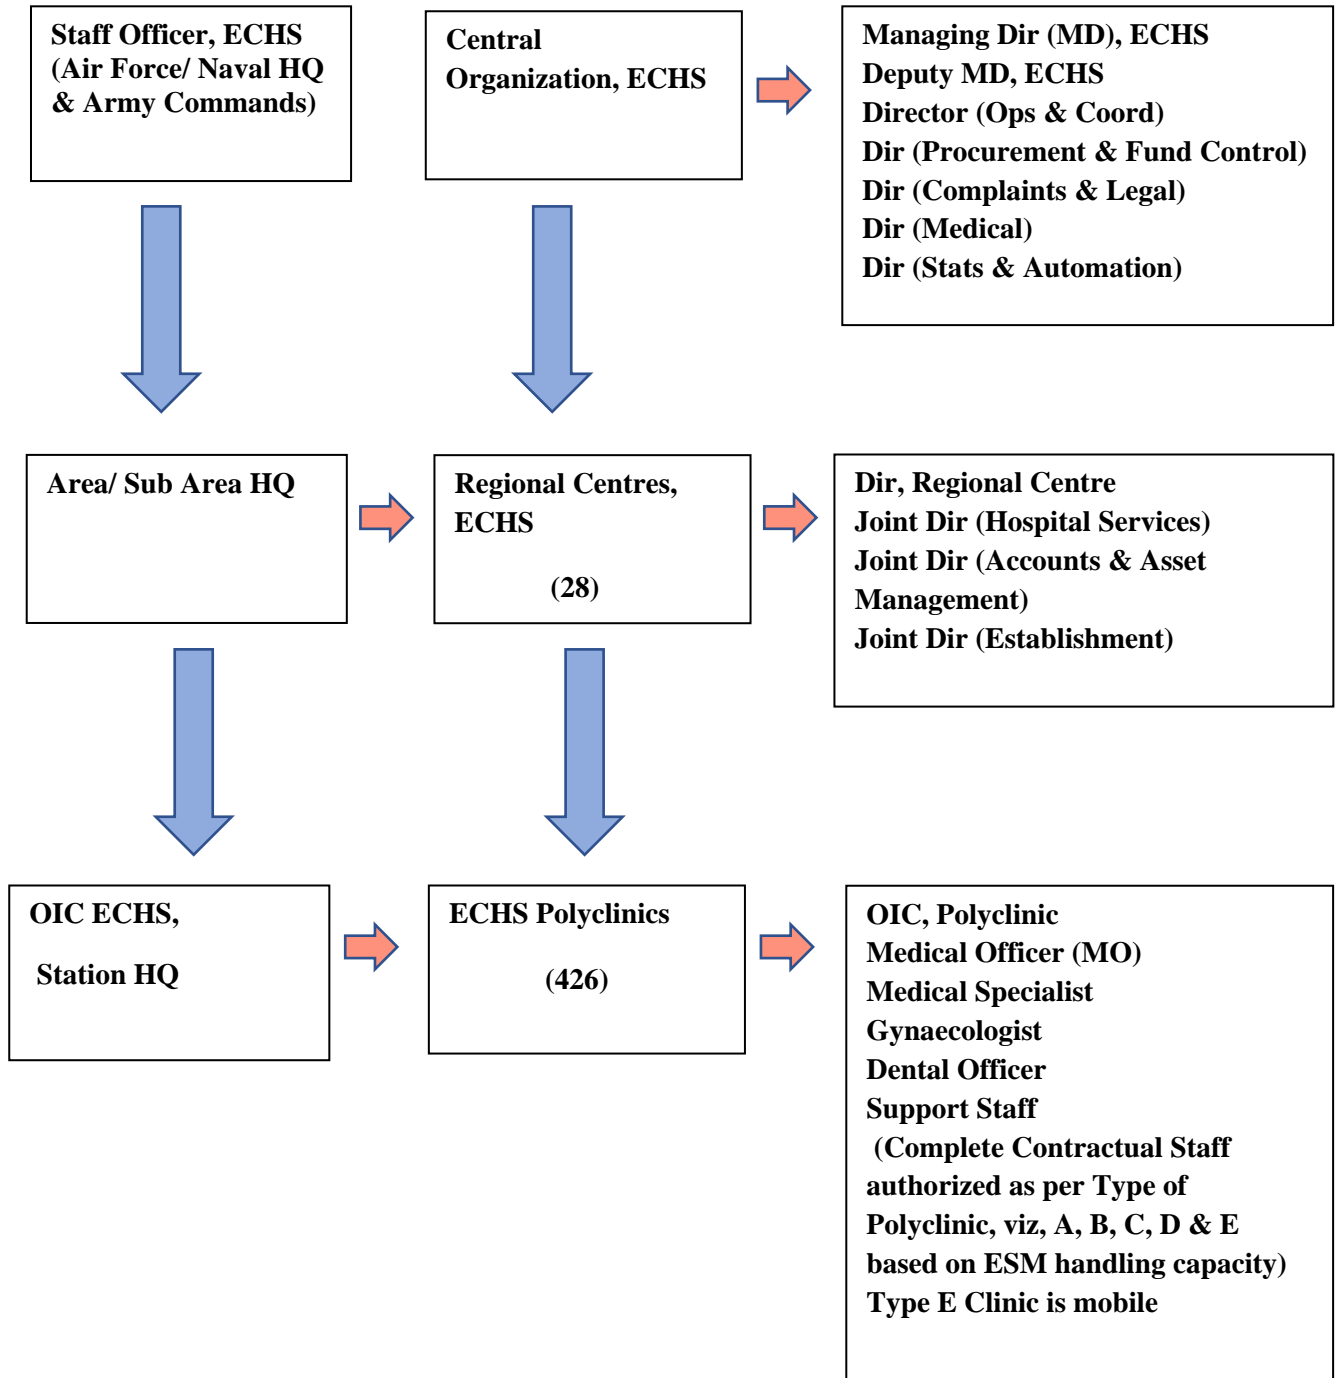 Staff Officer, ECHS
(Air Force/ Naval HQ
& Army Commands)
Central
Organization, ECHS
Managing Dir (MD), ECHS
Deputy MD, ECHS
Director (Ops & Coord)
Dir (Procurement & Fund Control)
Dir (Complaints & Legal)
Dir (Medical)
Dir (Stats & Automation)
Area/ Sub Area HQ
Regional Centres,
ECHS
(28)
Dir, Regional Centre
Joint Dir (Hospital Services)
Joint Dir (Accounts & Asset
Management)
Joint Dir (Establishment)
OIC ECHS,
Station HQ
ECHS Polyclinics
(426)
OIC, Polyclinic
Medical Officer (MO)
Medical Specialist
Gynaecologist
Dental Officer
Support Staff
(Complete Contractual Staff
authorized as per Type of
Polyclinic, viz, A, B, C, D & E
based on ESM handling capacity)
Type E Clinic is mobile